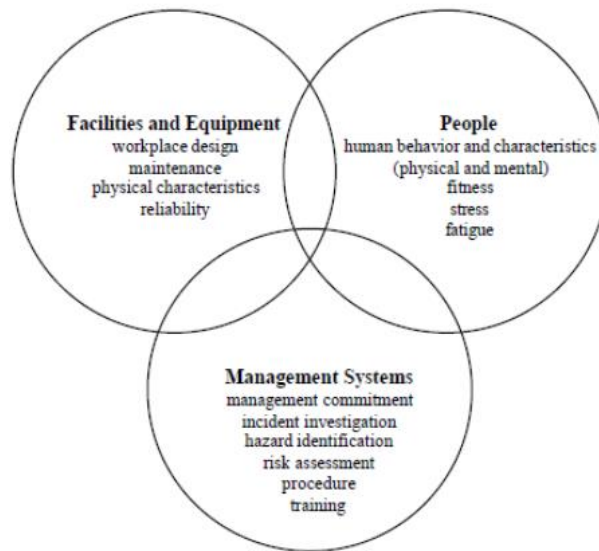 Facilities and Equipment
workplace design
maintenance
physical characteristics
reliability
People
human behavior and characteristics
(physical and mental)
fitness
stress
fatigue
Management Systems
management commitment
incident investigation
hazard identification
risk assessment
procedure
training